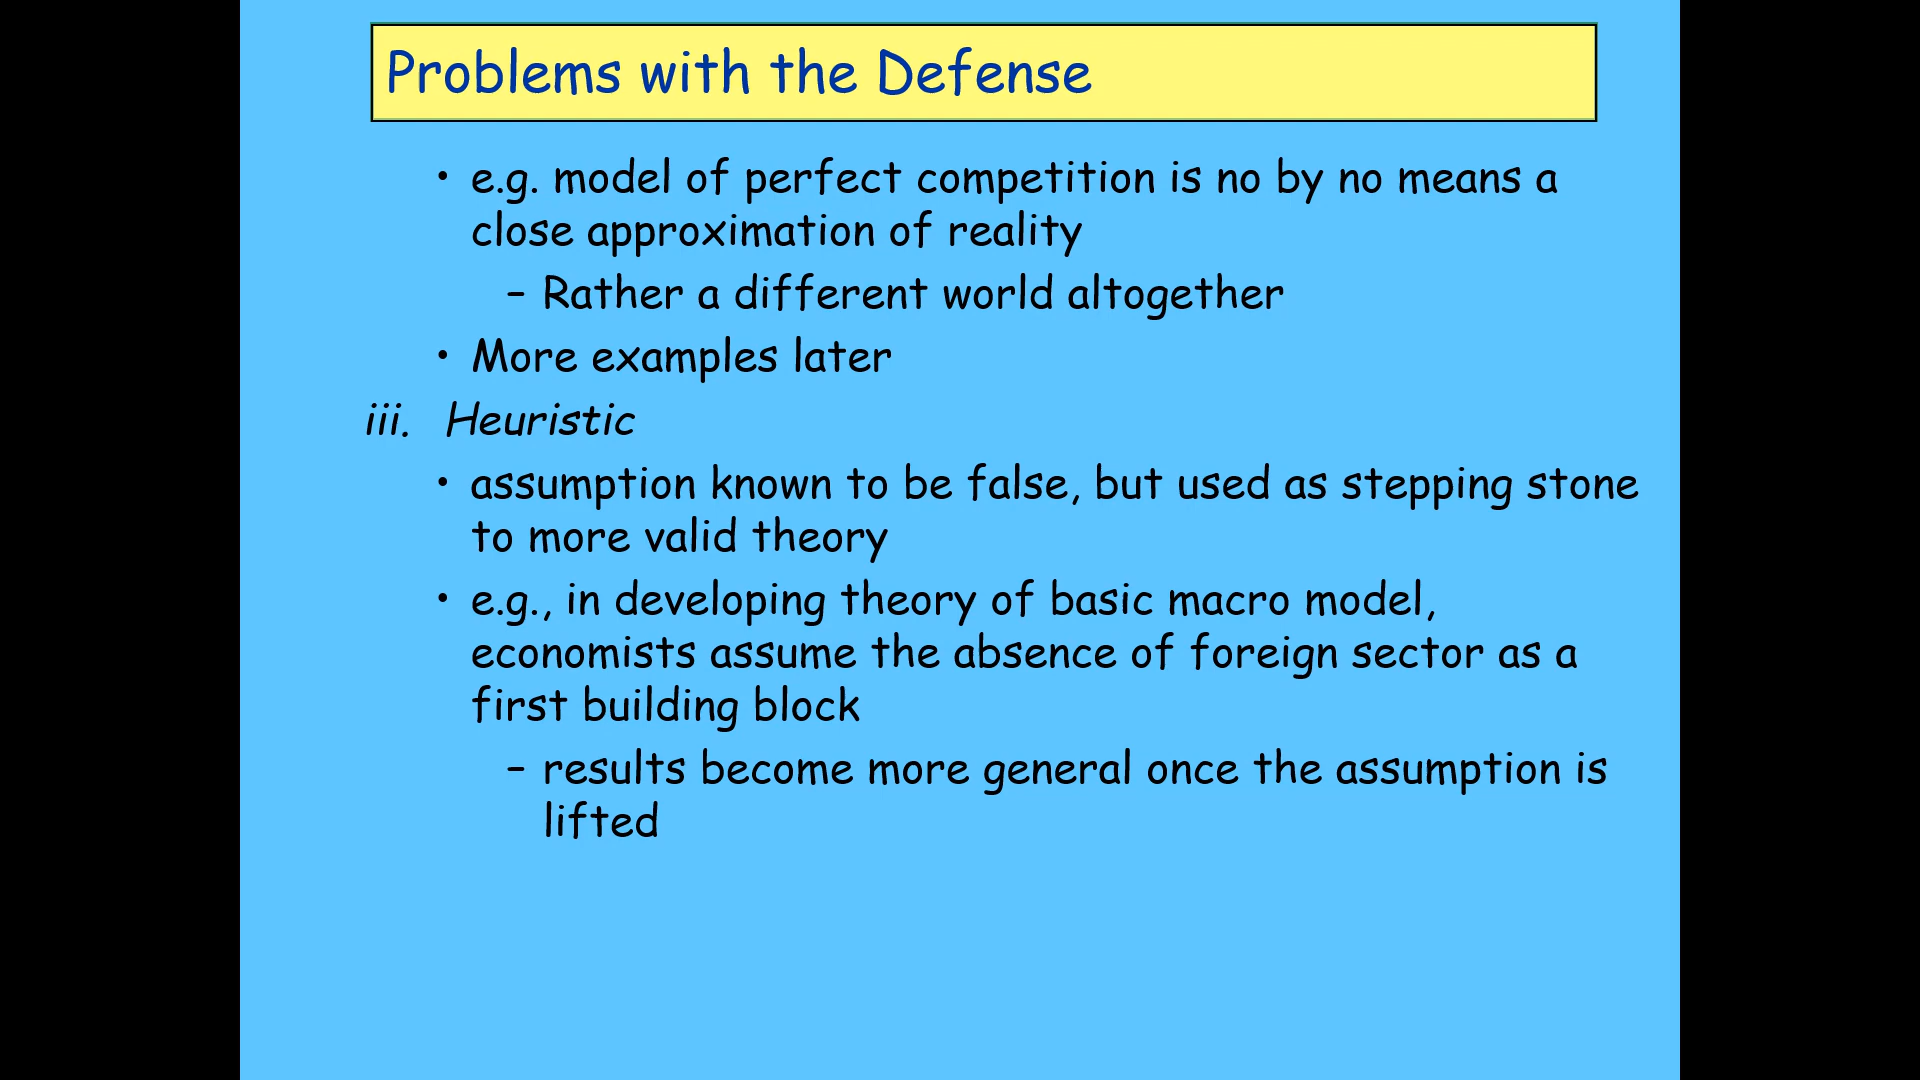 Problems with the Defense
• e.g. model of perfect competition is no by no means a
close approximation of reality
– Rather a different world altogether
• More examples later
iii. Heuristic
• assumption known to be false, but used as stepping stone
to more valid theory
• e.g., in developing theory of basic macro model,
economists assume the absence of foreign sector as a
first building block
– results become more general once the assumption is
lifted